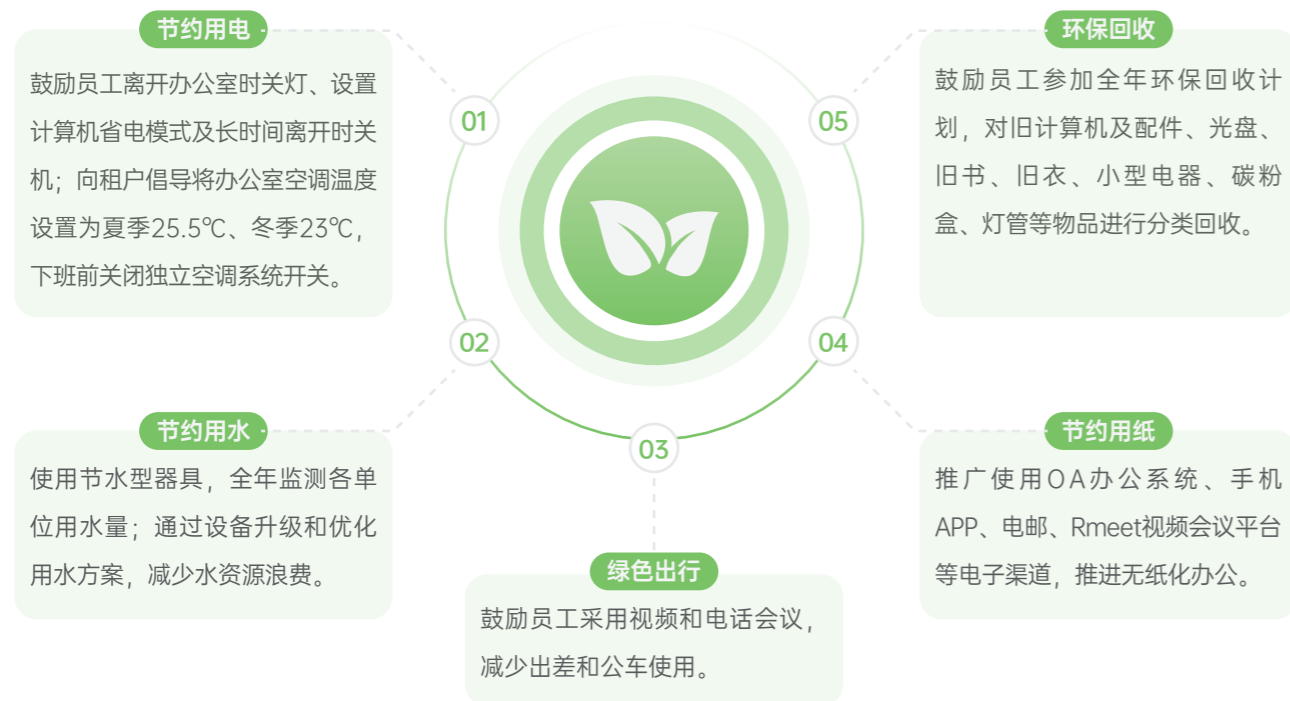 节约用电
鼓励员工离开办公室时关灯、设置
计算机省电模式及长时间离开时关
机；向租户倡导将办公室空调温度
设置为夏季25.5℃、冬季23℃，
下班前关闭独立空调系统开关。
01
节约用水
使用节水型器具，全年监测各单
位用水量；通过设备升级和优化
用水方案，减少水资源浪费。
02
绿色出行
鼓励员工采用视频和电话会议，
减少出差和公车使用。
03
节约用纸
推广使用OA办公系统、手机
APP、电邮、Rmeet视频会议平台
等电子渠道，推进无纸化办公。
04
环保回收
鼓励员工参加全年环保回收计
划，对旧计算机及配件、光盘、
旧书、旧衣、小型电器、碳粉
盒、灯管等物品进行分类回收。
05